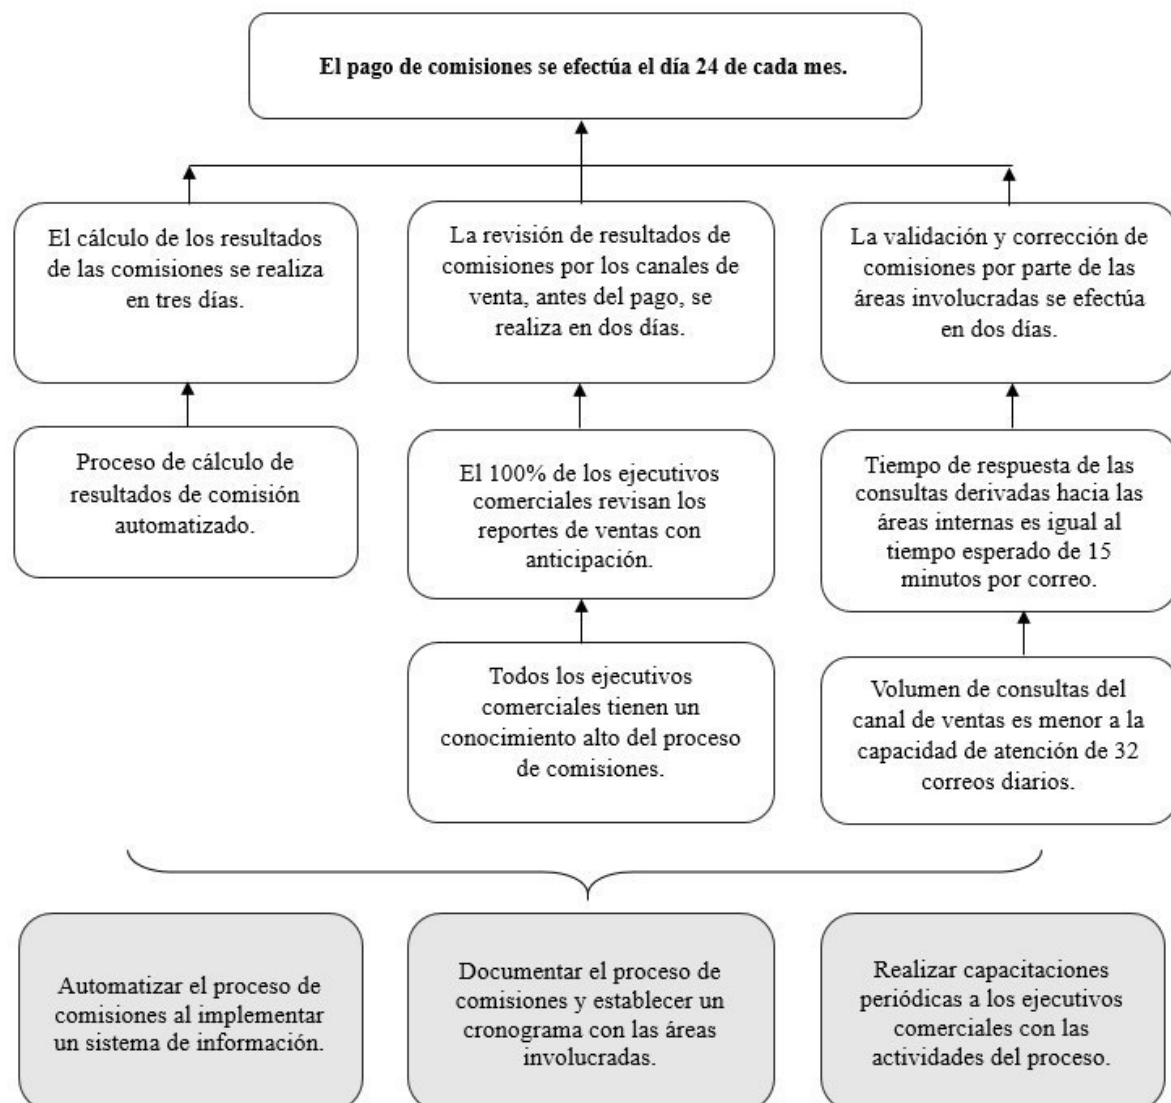 El pago de comisiones se efectúa el día 24 de cada mes.
El cálculo de los resultados
de las comisiones se realiza
en tres días.
La revisión de resultados de
comisiones por los canales de
venta, antes del pago, se
realiza en dos días.
La validación y corrección de
comisiones por parte de las
áreas involucradas se efectúa
en dos días.
Proceso de cálculo de
resultados de comisión
automatizado.
El 100% de los ejecutivos
comerciales revisan los
reportes de ventas con
anticipación.
Tiempo de respuesta de las
consultas derivadas hacia las
áreas internas es igual al
tiempo esperado de 15
minutos por correo.
Todos los ejecutivos
comerciales tienen un
conocimiento alto del proceso
de comisiones.
Volumen de consultas del
canal de ventas es menor a la
capacidad de atención de 32
correos diarios.
Automatizar el proceso de
comisiones al implementar
un sistema de información.
Documentar el proceso de
comisiones y establecer un
cronograma con las áreas
involucradas.
Realizar capacitaciones
periódicas a los ejecutivos
comerciales con las
actividades del proceso.